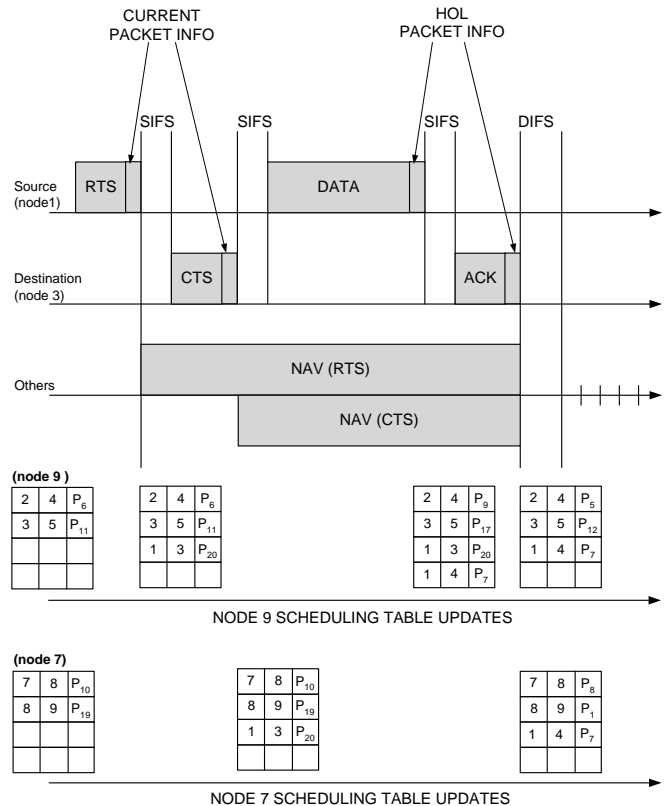 CURRENT
PACKET INFO
HOL
PACKET INFO
SIFS
SIFS
SIFS
DIFS
Source
(node1)
RTS
DATA
Destination
(node 3)
CTS
ACK
Others
NAV (RTS)
NAV (CTS)
(node 9 )
2 4 P6
3 5 P11
2 4 P6
3 5 P11
1 3 P20
2 4 P9
3 5 P17
1 3 P20
1 4 P7
2 4 P5
3 5 P12
1 4 P7
NODE 9 SCHEDULING TABLE UPDATES
(node 7)
7 8 P10
8 9 P19
7 8 P10
8 9 P19
1 3 P20
7 8 P8
8 9 P1
1 4 P7
NODE 7 SCHEDULING TABLE UPDATES